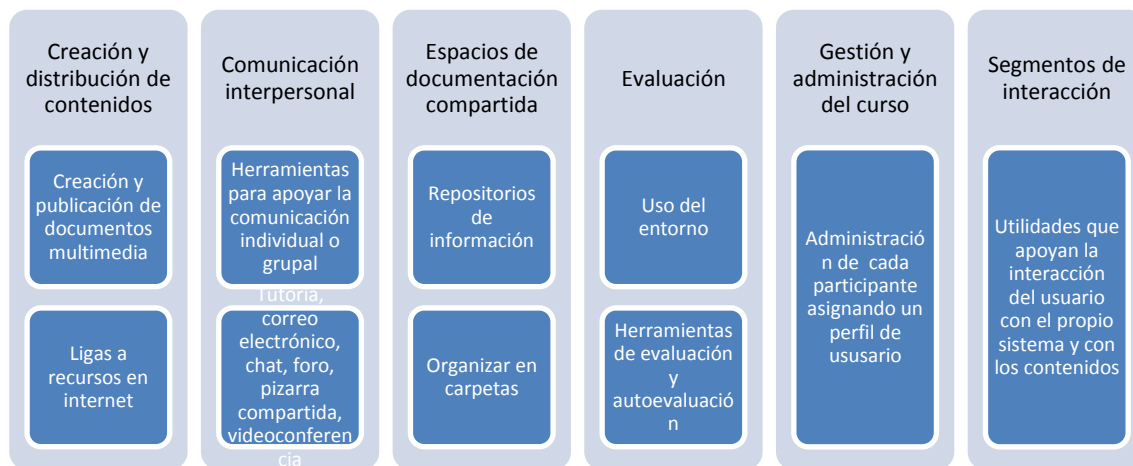 Creación y
distribución de
contenidos
Creación y
publicación de
documentos
multimedia
Ligas a
recursos en
internet
Comunicación
interpersonal
Herramientas
para apoyar la
comunicación
individual o
grupal
Tutoria,
correo
electrónico,
chat, foro,
pizarra
compartida,
videoconferen
cia
Espacios de
documentación
compartida
Repositorios
de
información
Organizar en
carpetas
Evaluación
Uso del
entorno
Herramientas
de evaluación
y
autoevaluació
n
Gestión y
administración
del curso
Administració
n de cada
participante
asignando un
perfil de
ususario
Segmentos de
interacción
Utilidades que
apoyan la
interacción
del usuario
con el propio
sistema y con
los contenidos